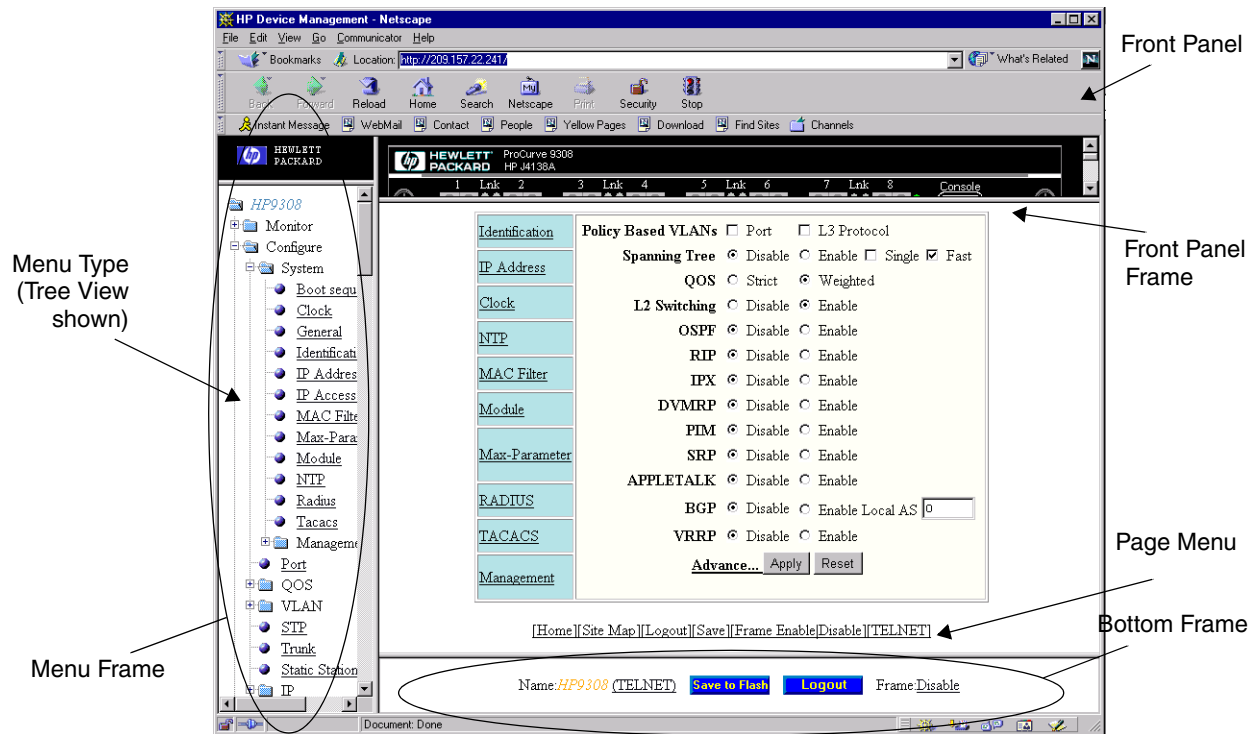 HP Device Management - Netscape
File Edit View Go Communicator Help
Bookmarks Location: http://209.157.22.241/ What's Related N
Back Forward Reload Home Search Netscape Print Security Stop
My
Instant Message WebMail Contact People Yellow Pages Download Find Sites Channels
hp HEWLETT PACKARD
hp HEWLETT PACKARD ProCurve 9308
HP J4138A
1 Lnk 2 3 Lnk 4 5 Lnk 6 7 Lnk 8 Console
HP9308
Monitor
Configure
System
Boot sequ
Clock
General
Identificati
IP Addres
IP Access
MAC Filte
Max-Para
Module
NTP
Radius
Tacacs
Manageme
Port
QOS
VLAN
STP
Trunk
Static Station
IP
Identification
IP Address
Clock
NTP
MAC Filter
Module
Max-Parameter
RADIUS
TACACS
Management
Policy Based VLANs Port L3 Protocol
Spanning Tree Disable Enable Single Fast
QOS Strict Weighted
L2 Switching Disable Enable
OSPF Disable Enable
RIP Disable Enable
IPX Disable Enable
DVMRP Disable Enable
PIM Disable Enable
SRP Disable Enable
APPLETALK Disable Enable
BGP Disable Enable Local AS 0
VRRP Disable Enable
Advance... Apply Reset
[Home][Site Map][Logout][Save][Frame Enable|Disable][TELNET]
Name:HP9308 (TELNET) Save to Flash Logout Frame:Disable
Document: Done
Front Panel
Front Panel
Frame
Menu Type
(Tree View
shown)
Page Menu
Bottom Frame
Menu Frame